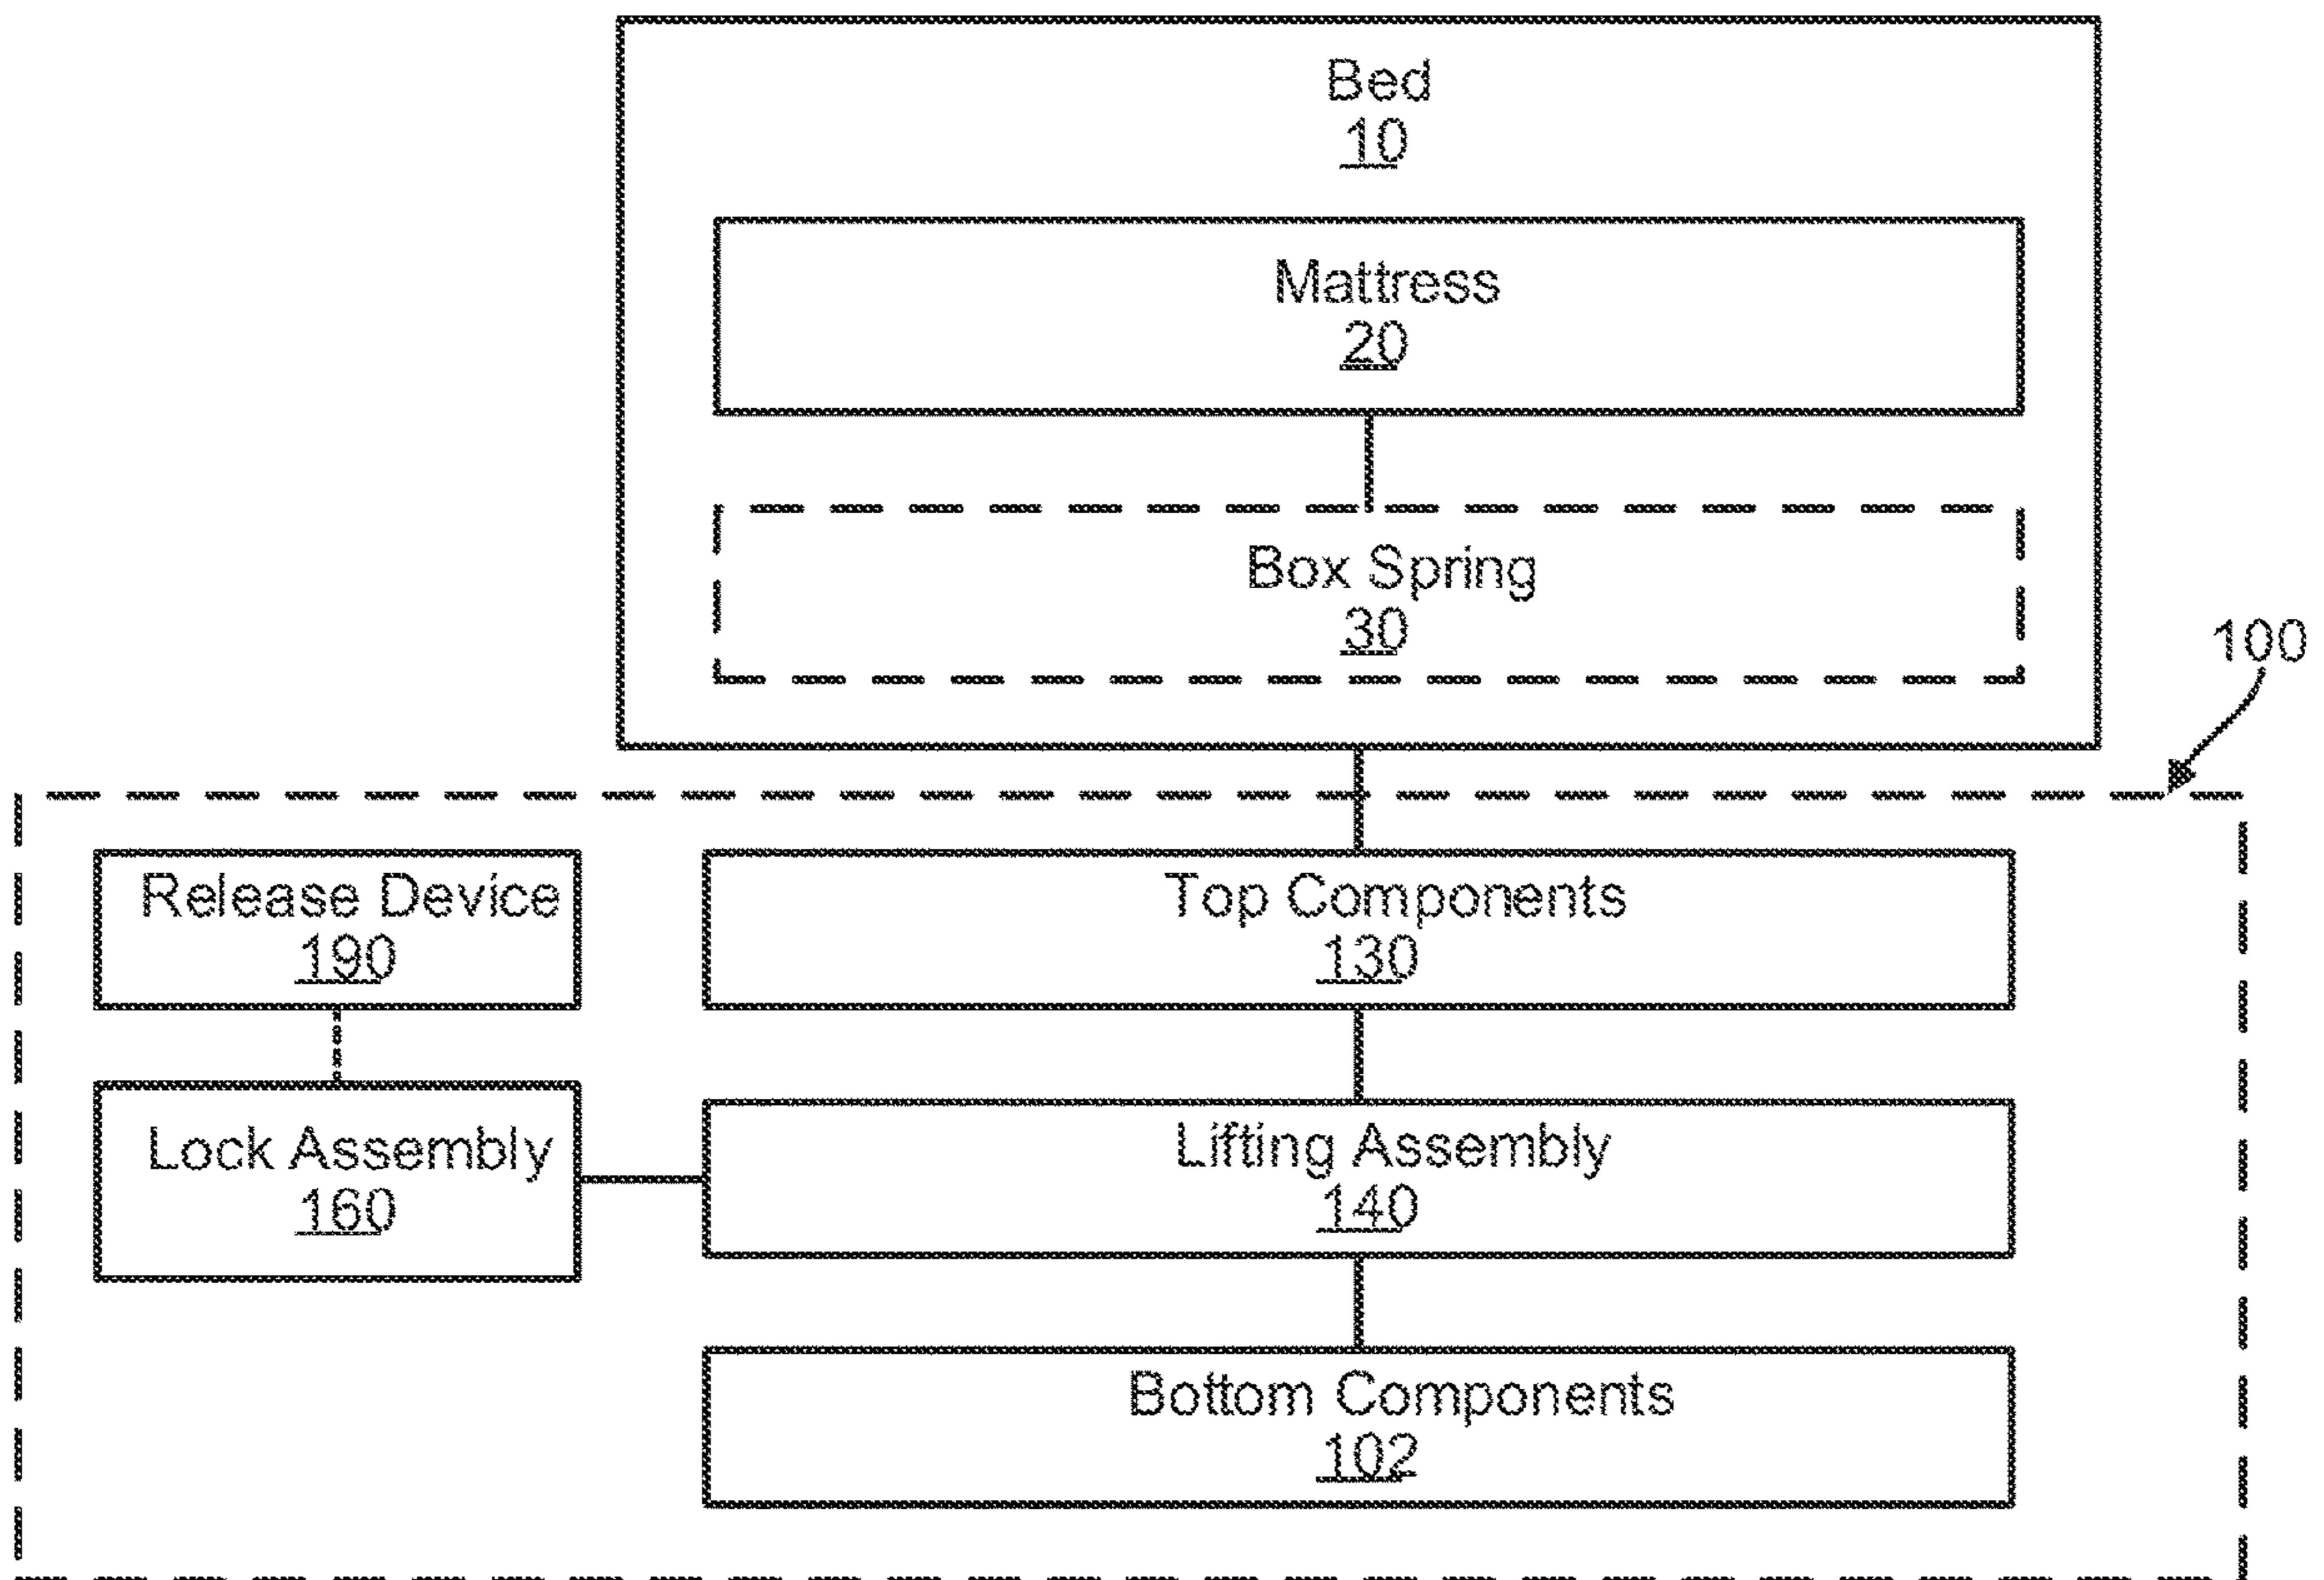 Bed
10
Mattress
20
Box Spring
30
100
Release Device
190
Top Components
130
Lock Assembly
160
Lifting Assembly
140
Bottom Components
102